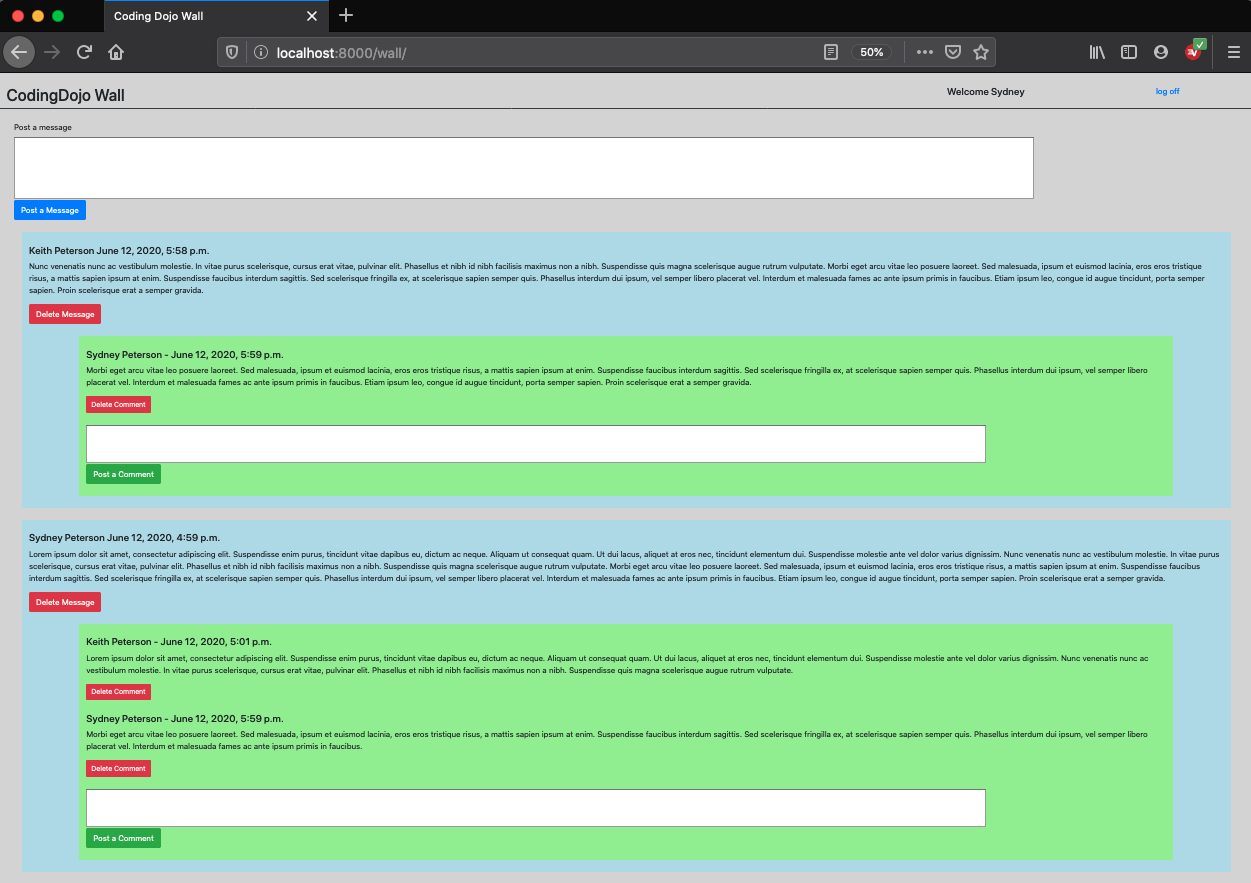 Coding Dojo Wall
localhost:8000/wall/
50%
CodingDojo Wall
Welcome Sydney
log off
Post a message
Post a Message
Keith Peterson June 12, 2020, 5:58 p.m.
Nunc venenatis nunc ac vestibulum molestie. In vitae purus scelerisque, cursus erat vitae, pulvinar elit. Phasellus et nibh id nibh facilisis maximus non a nibh. Suspendisse quis magna scelerisque augue rutrum vulputate. Morbi eget arcu vitae leo posuere laoreet. Sed malesuada, ipsum et euismod lacinia, eros eros tristique
risus, a mattis sapien ipsum at enim. Suspendisse faucibus interdum sagittis. Sed scelerisque fringilla ex, at scelerisque sapien semper quis. Phasellus interdum dui ipsum, vel semper libero placerat vel. Interdum et malesuada fames ac ante ipsum primis in faucibus. Etiam ipsum leo, congue id augue tincidunt, porta semper
sapien. Proin scelerisque erat a semper gravida.
Delete Message
Sydney Peterson - June 12, 2020, 5:59 p.m.
Morbi eget arcu vitae leo posuere laoreet. Sed malesuada, ipsum et euismod lacinia, eros eros tristique risus, a mattis sapien ipsum at enim. Suspendisse faucibus interdum sagittis. Sed scelerisque fringilla ex, at scelerisque sapien semper quis. Phasellus interdum dui ipsum, vel semper libero
placerat vel. Interdum et malesuada fames ac ante ipsum primis in faucibus. Etiam ipsum leo, congue id augue tincidunt, porta semper sapien. Proin scelerisque erat a semper gravida.
Delete Comment
Post a Comment
Sydney Peterson June 12, 2020, 4:59 p.m.
Lorem ipsum dolor sit amet, consectetur adipiscing elit. Suspendisse enim purus, tincidunt vitae dapibus eu, dictum ac neque. Aliquam ut consequat quam. Ut dui lacus, aliquet at eros nec, tincidunt elementum dui. Suspendisse molestie ante vel dolor varius dignissim. Nunc venenatis nunc ac vestibulum molestie. In vitae purus
scelerisque, cursus erat vitae, pulvinar elit. Phasellus et nibh id nibh facilisis maximus non a nibh. Suspendisse quis magna scelerisque augue rutrum vulputate. Morbi eget arcu vitae leo posuere laoreet. Sed malesuada, ipsum et euismod lacinia, eros eros tristique risus, a mattis sapien ipsum at enim. Suspendisse faucibus
interdum sagittis. Sed scelerisque fringilla ex, at scelerisque sapien semper quis. Phasellus interdum dui ipsum, vel semper libero placerat vel. Interdum et malesuada fames ac ante ipsum primis in faucibus. Etiam ipsum leo, congue id augue tincidunt, porta semper sapien. Proin scelerisque erat a semper gravida.
Delete Message
Keith Peterson - June 12, 2020, 5:01 p.m.
Lorem ipsum dolor sit amet, consectetur adipiscing elit. Suspendisse enim purus, tincidunt vitae dapibus eu, dictum ac neque. Aliquam ut consequat quam. Ut dui lacus, aliquet at eros nec, tincidunt elementum dui. Suspendisse molestie ante vel dolor varius dignissim. Nunc venenatis nunc ac
vestibulum molestie. In vitae purus scelerisque, cursus erat vitae, pulvinar elit. Phasellus et nibh id nibh facilisis maximus non a nibh. Suspendisse quis magna scelerisque augue rutrum vulputate.
Delete Comment
Sydney Peterson - June 12, 2020, 5:59 p.m.
Morbi eget arcu vitae leo posuere laoreet. Sed malesuada, ipsum et euismod lacinia, eros eros tristique risus, a mattis sapien ipsum at enim. Suspendisse faucibus interdum sagittis. Sed scelerisque fringilla ex, at scelerisque sapien semper quis. Phasellus interdum dui ipsum, vel semper libero
placerat vel. Interdum et malesuada fames ac ante ipsum primis in faucibus.
Delete Comment
Post a Comment